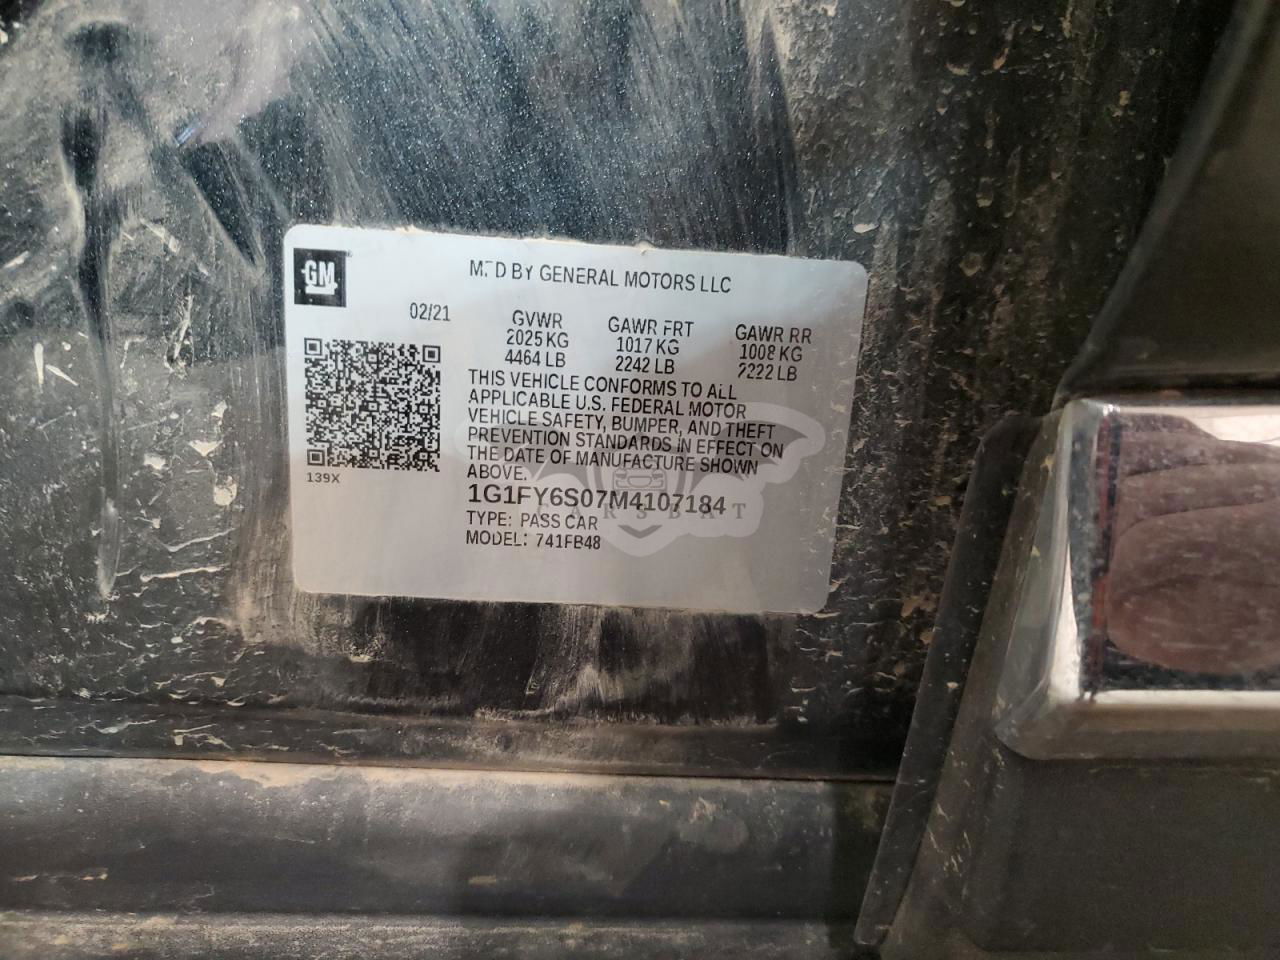 GM
MFD BY GENERAL MOTORS LLC
02/21
GVWR GAWR FRT GAWR RR
2025 KG 1017 KG 1008 KG
4464 LB 2242 LB 2222 LB
THIS VEHICLE CONFORMS TO ALL
APPLICABLE U.S. FEDERAL MOTOR
VEHICLE SAFETY, BUMPER, AND THEFT
PREVENTION STANDARDS IN EFFECT ON
THE DATE OF MANUFACTURE SHOWN
ABOVE.
139X
1G1FY6S07M4107184
CARSBAT
TYPE: PASS CAR
MODEL: 741FB48